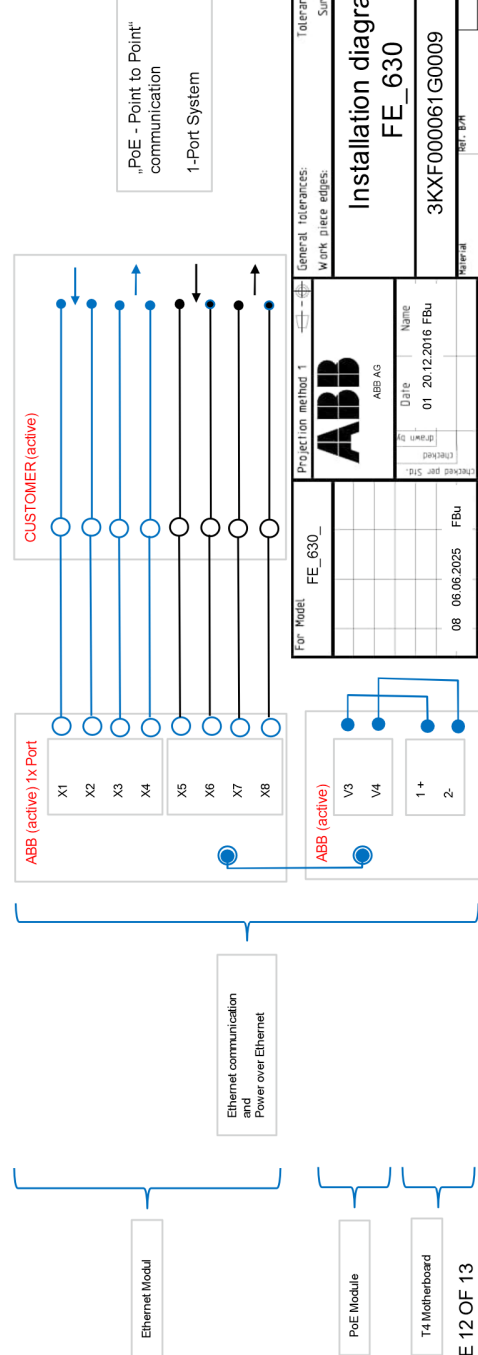 „PoE - Point to Point“
communication
1-Port System
CUSTOMER (active)
ABB (active) 1x Port
X1
X2
X3
X4
X5
X6
X7
X8
ABB (active)
V3
V4
1 +
2-
Ethernet communication
and
Power over Ethernet
Ethernet Modul
PoE Module
T4 Motherboard
E 12 OF 13
For Model
FE_630_
08 06.06.2025 FBu
Projection method 1
ABB
ABB AG
Date Name
01 20.12.2016 FBu
drawn by
checked
checked per Std.
General tolerances:
Work piece edges:
Installation diagra
FE_630
3KXF000061G0009
Material
Ref. B/M